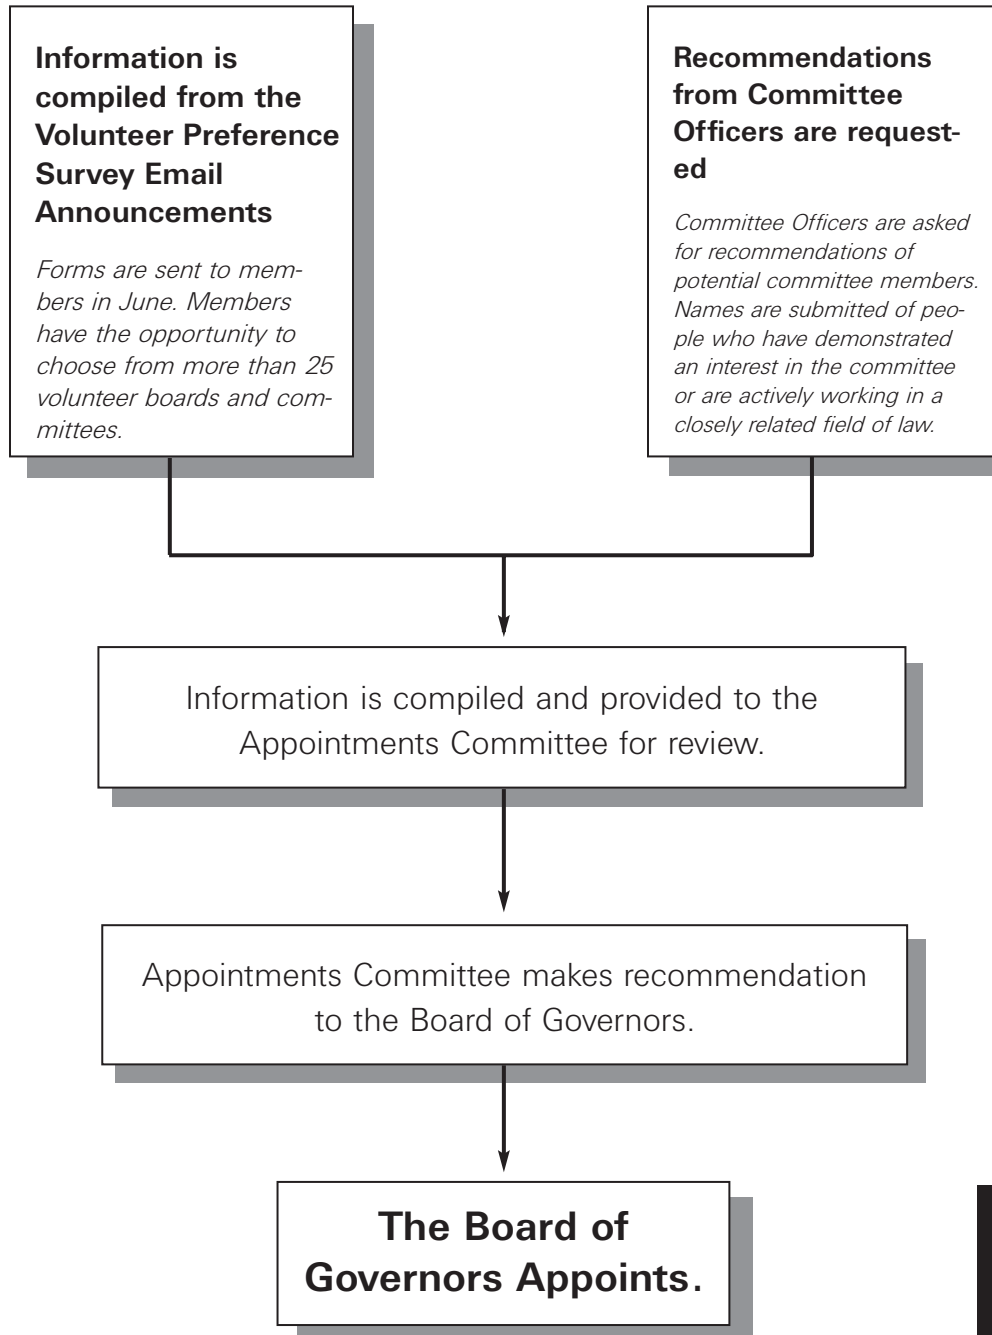 Information is
compiled from the
Volunteer Preference
Survey Email
Announcements
Forms are sent to mem-
bers in June. Members
have the opportunity to
choose from more than 25
volunteer boards and com-
mittees.
Recommendations
from Committee
Officers are request-
ed
Committee Officers are asked
for recommendations of
potential committee members.
Names are submitted of peo-
ple who have demonstrated
an interest in the committee
or are actively working in a
closely related field of law.
Information is compiled and provided to the
Appointments Committee for review.
Appointments Committee makes recommendation
to the Board of Governors.
The Board of
Governors Appoints.